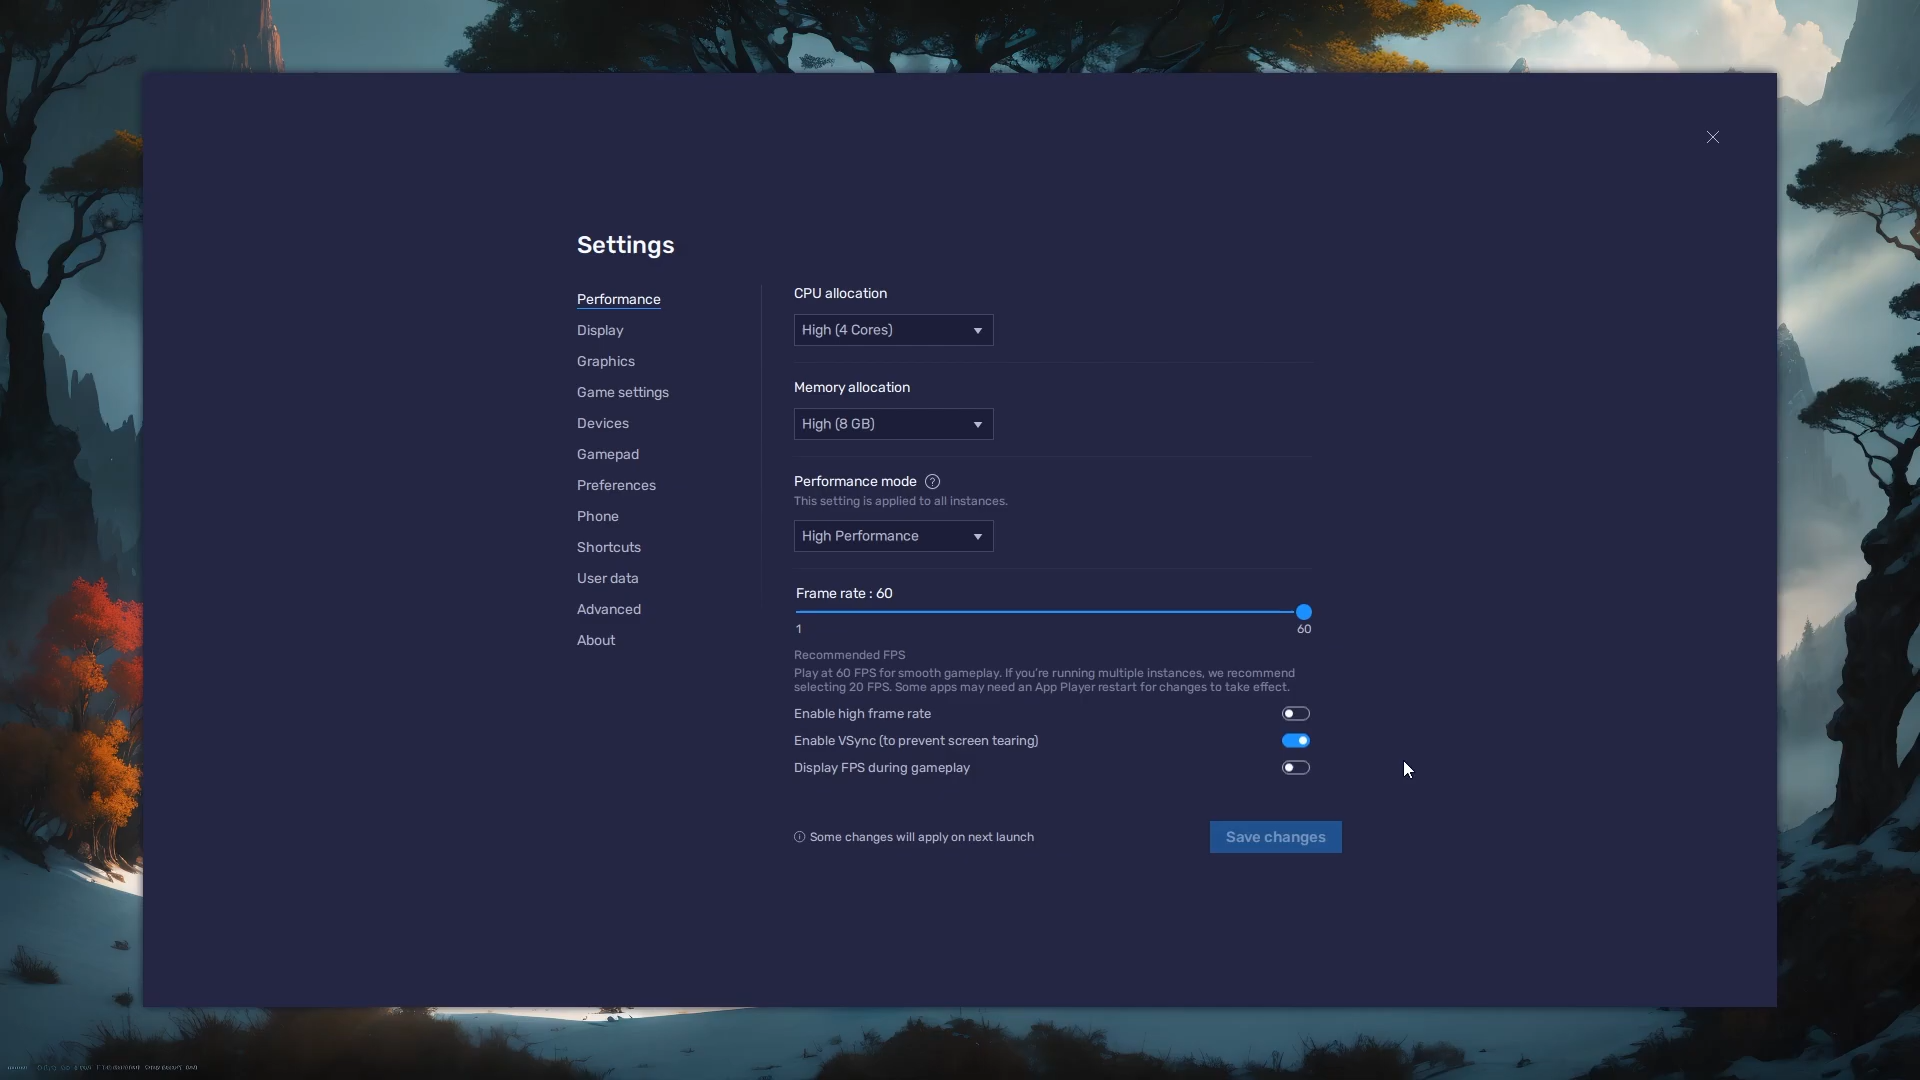 Settings
Performance
Display
Graphics
Game settings
Devices
Gamepad
Preferences
Phone
Shortcuts
User data
Advanced
About
CPU allocation
High (4 Cores)
Memory allocation
High (8 GB)
Performance mode ?
This setting is applied to all instances.
High Performance
Frame rate : 60
1 60
Recommended FPS
Play at 60 FPS for smooth gameplay. If you're running multiple instances, we recommend
selecting 20 FPS. Some apps may need an App Player restart for changes to take effect.
Enable high frame rate
Enable VSync (to prevent screen tearing)
Display FPS during gameplay
Some changes will apply on next launch
Save changes